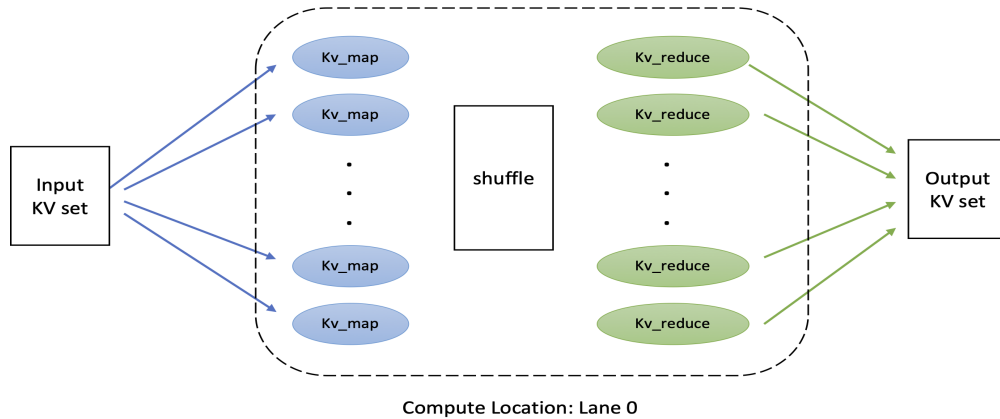 Input
KV set
Kv_map
Kv_map
Kv_map
Kv_map
shuffle
Kv_reduce
Kv_reduce
Kv_reduce
Kv_reduce
Output
KV set
Compute Location: Lane 0